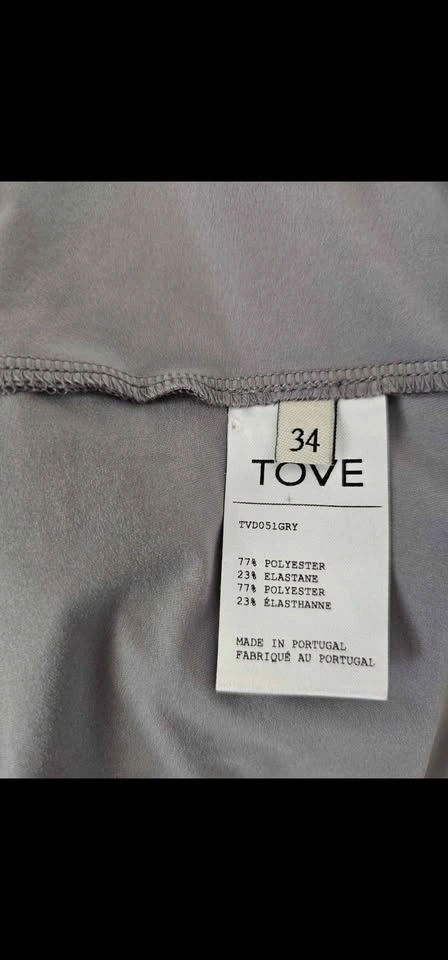 34
TOVE
TVD051GRY
77% POLYESTER
23% ELASTANE
77% POLYESTER
23% ÉLASTHANNE
MADE IN PORTUGAL
FABRIQUÉ AU PORTUGAL